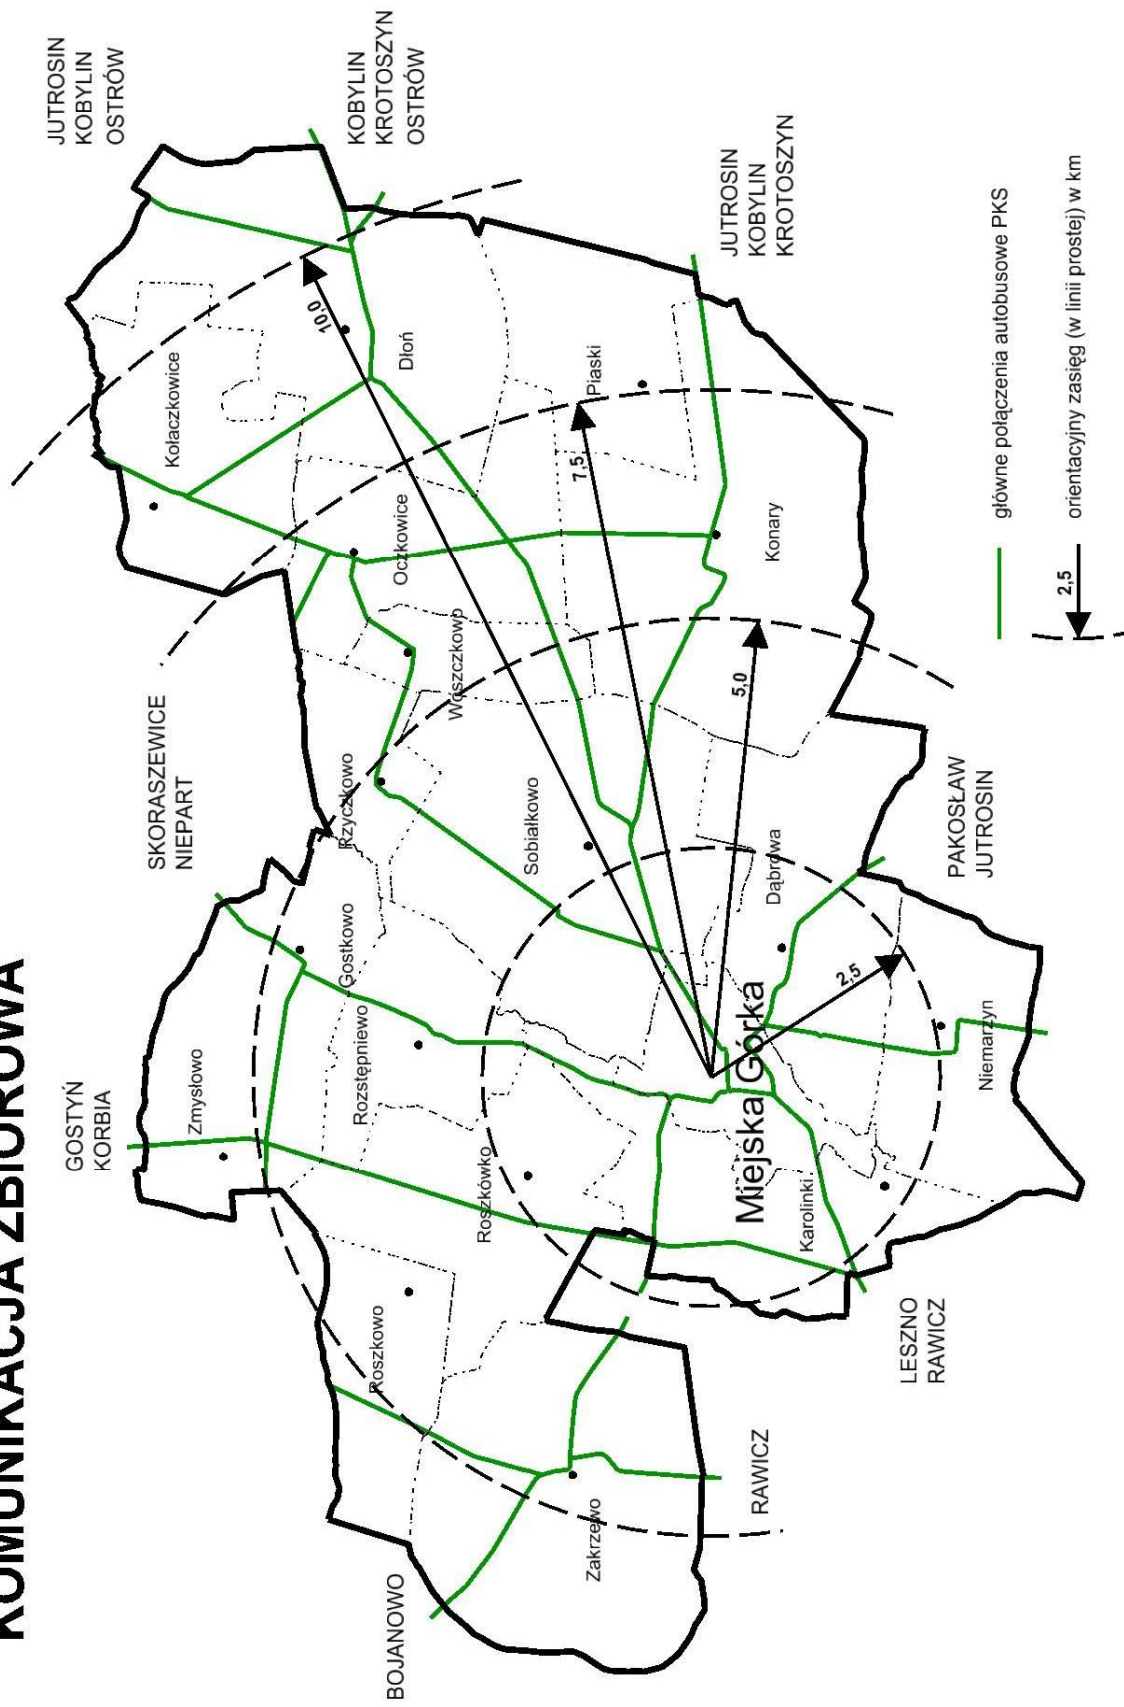 KOMUNIKACJA ZBIOROWA
JUTROSIN
KOBYLIN
OSTRÓW
GOSTYŃ
KORBIA
SKORASZEWICE
NIEPART
Kołaczkowice
Zmysłowo
10,0
KOBYLIN
KROTOSZYN
OSTRÓW
Gostkowo
Rzyczkowo
Rozstępniewo
Roszkowo
Oczkowice
Dłoń
BOJANOWO
Woszczkowo
Roszkówko
Sobiałkowo
7,5
Piaski
Zakrzewo
5,0
JUTROSIN
KOBYLIN
KROTOSZYN
Miejska Górka
RAWICZ
Dąbrowa
Konary
Karolinki
2,5
LESZNO
RAWICZ
PAKOSŁAW
JUTROSIN
Niemarzyn
główne połączenia autobusowe PKS
2,5
orientacyjny zasięg (w linii prostej) w km